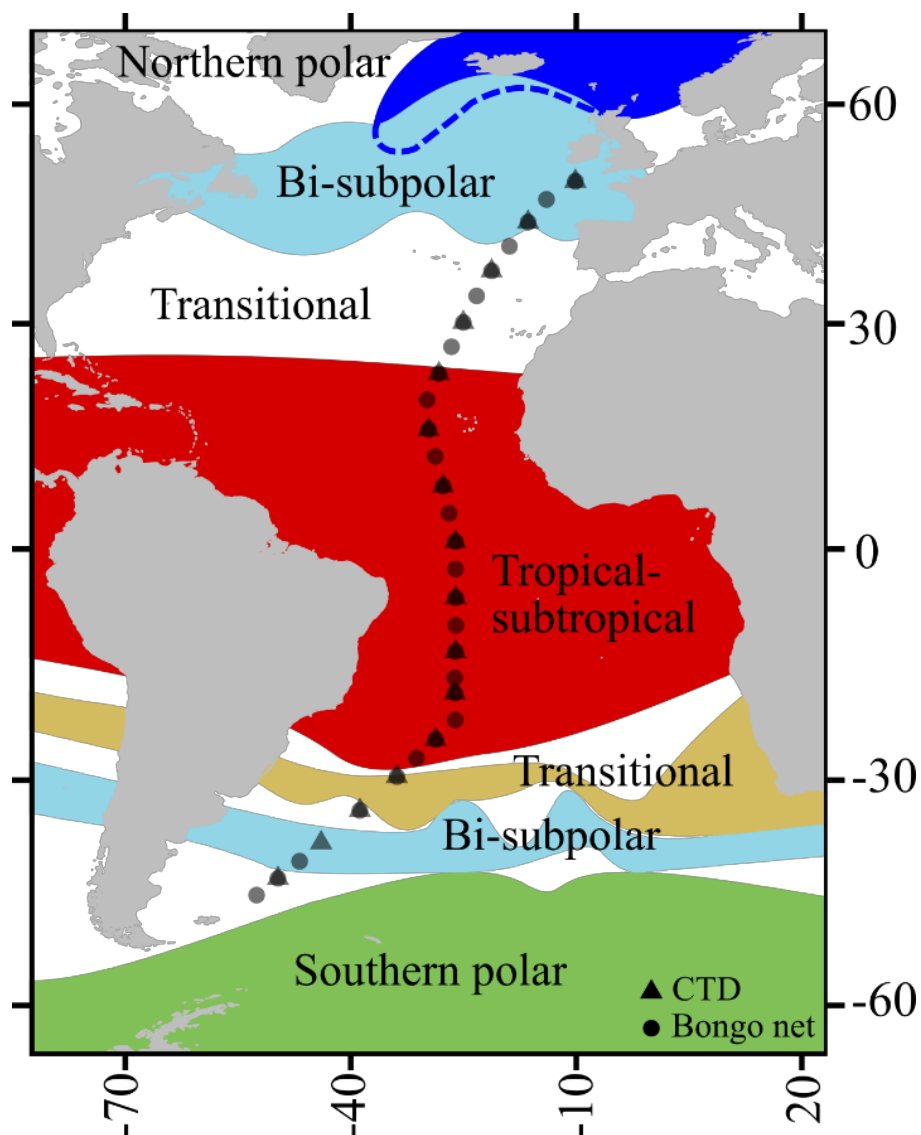 Northern polar
60
Bi-subpolar
Transitional
30
0
Tropical-
subtropical
Transitional
-30
Bi-subpolar
Southern polar
CTD
-60
Bongo net
-70
-40
-10
20